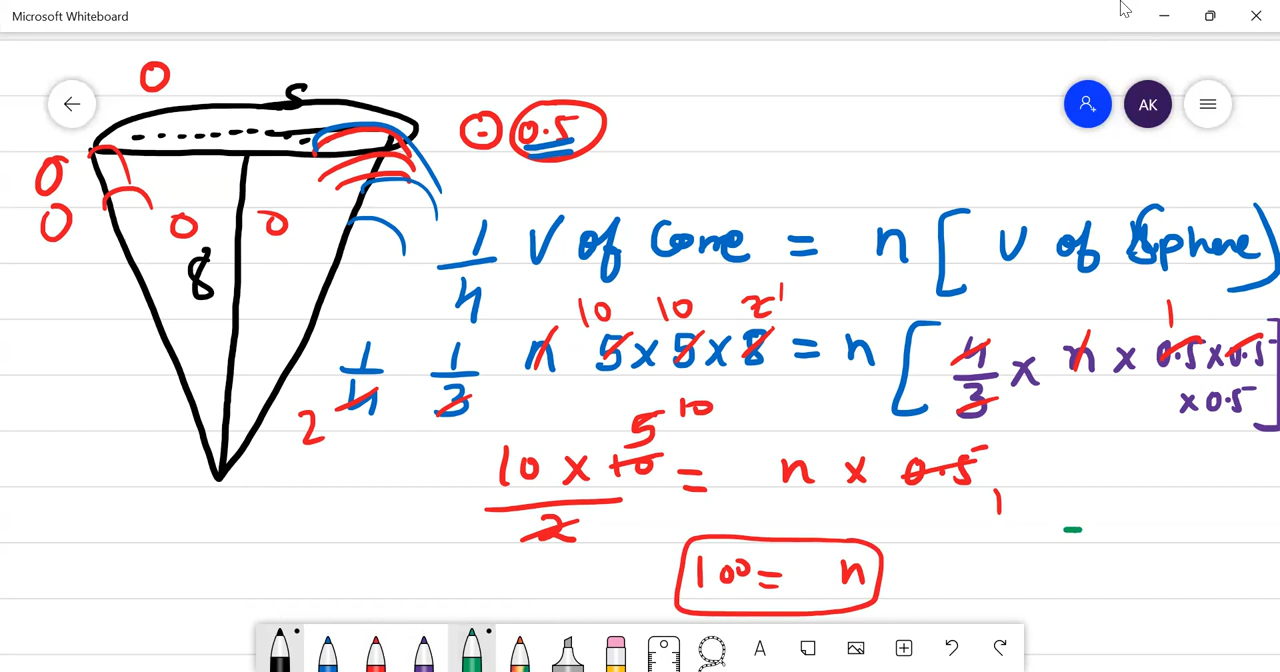 Microsoft Whiteboard
0
5
0.5
AK
0
0
0 0
8
1/4 V of Cone = n [ V of Sphere )
10 10 2 1 1
1/4 1/3 π 5 × 5 × 8 = n [ 4/3 × π × 0.5 × 0.5
× 0.5 ]
2
5 10
10 × 10 / 2 = n × 0.5
1
100 = n
A